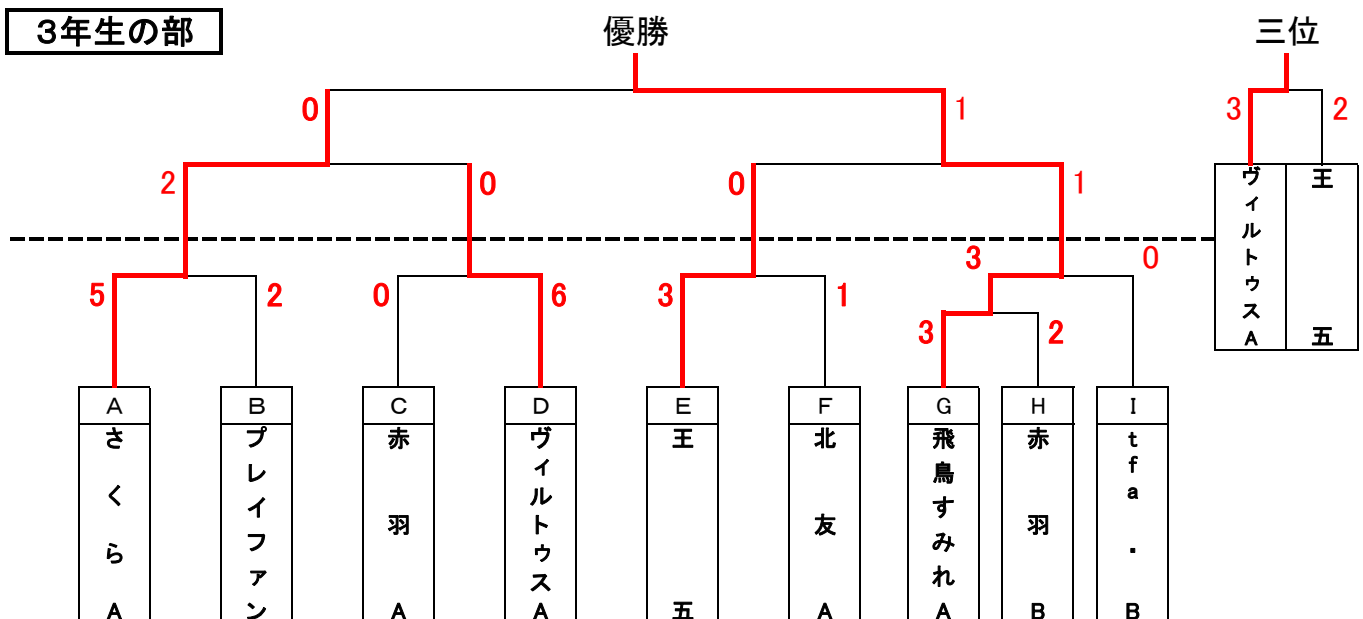 3年生の部
優勝
三位
0
1
3
2
2
0
0
1
ヴィルトゥスA
王五
3
0
5
2
0
6
3
1
3
2
A
B
C
D
E
F
G
H
I
さくらA
プレイファン
赤羽A
ヴィルトゥスA
王五
北友A
飛鳥すみれA
赤羽B
tfa.B